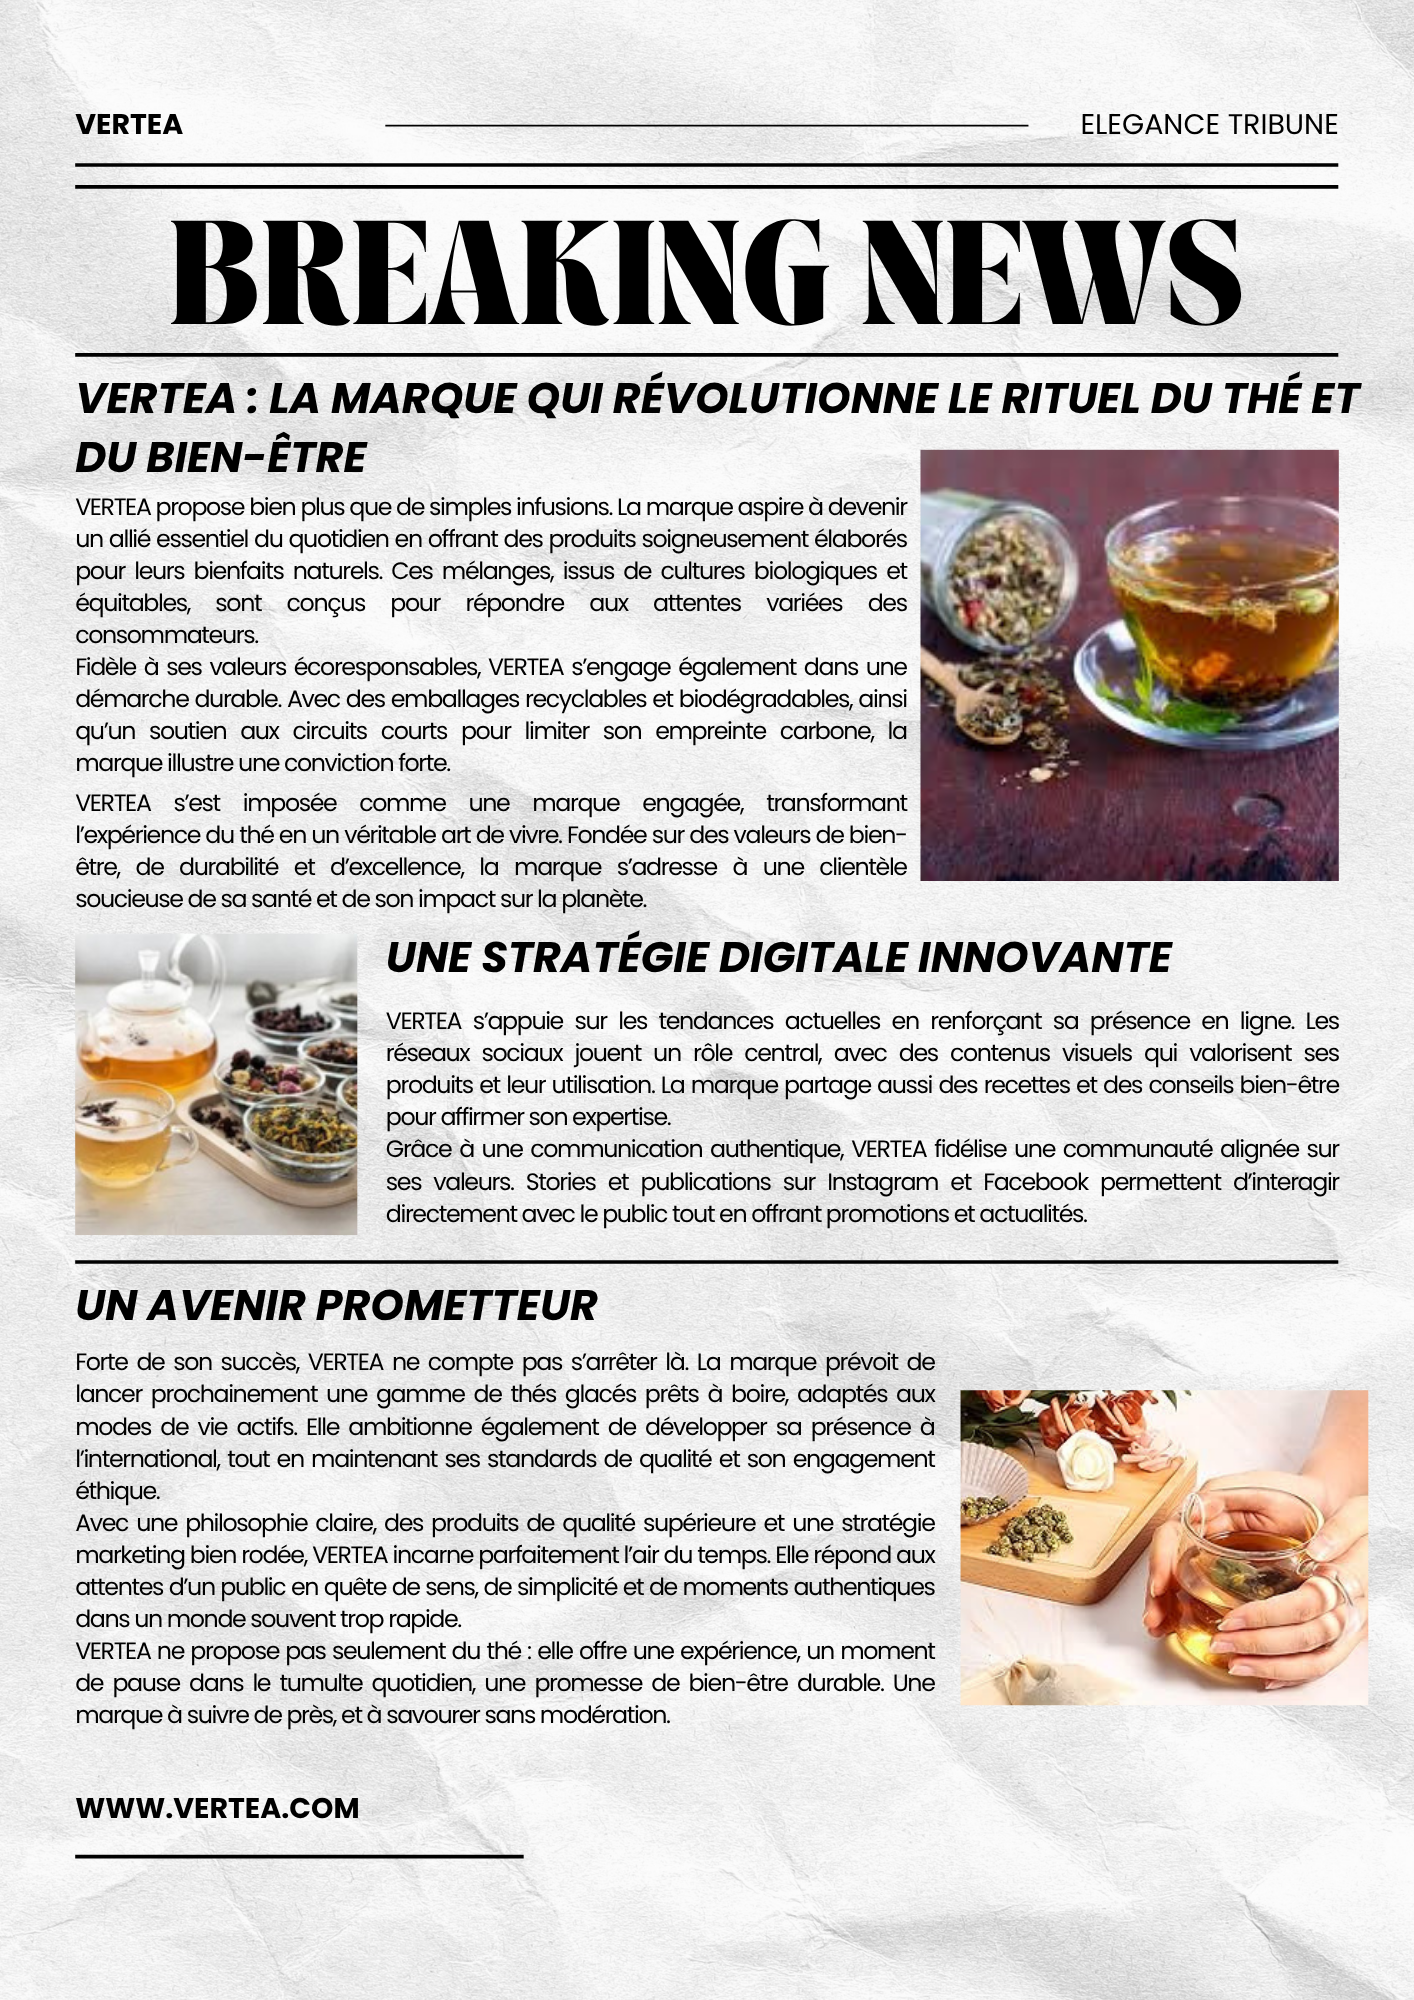 VERTEA
ELEGANCE TRIBUNE
BREAKING NEWS
VERTEA : LA MARQUE QUI RÉVOLUTIONNE LE RITUEL DU THÉ ET
DU BIEN-ÊTRE
VERTEA propose bien plus que de simples infusions. La marque aspire à devenir
un allié essentiel du quotidien en offrant des produits soigneusement élaborés
pour leurs bienfaits naturels. Ces mélanges, issus de cultures biologiques et
équitables, sont conçus pour répondre aux attentes variées des
consommateurs.
Fidèle à ses valeurs écoresponsables, VERTEA s’engage également dans une
démarche durable. Avec des emballages recyclables et biodégradables, ainsi
qu’un soutien aux circuits courts pour limiter son empreinte carbone, la
marque illustre une conviction forte.
VERTEA s’est imposée comme une marque engagée, transformant
l’expérience du thé en un véritable art de vivre. Fondée sur des valeurs de bien-
être, de durabilité et d’excellence, la marque s’adresse à une clientèle
soucieuse de sa santé et de son impact sur la planète.
UNE STRATÉGIE DIGITALE INNOVANTE
VERTEA s’appuie sur les tendances actuelles en renforçant sa présence en ligne. Les
réseaux sociaux jouent un rôle central, avec des contenus visuels qui valorisent ses
produits et leur utilisation. La marque partage aussi des recettes et des conseils bien-être
pour affirmer son expertise.
Grâce à une communication authentique, VERTEA fidélise une communauté alignée sur
ses valeurs. Stories et publications sur Instagram et Facebook permettent d’interagir
directement avec le public tout en offrant promotions et actualités.
UN AVENIR PROMETTEUR
Forte de son succès, VERTEA ne compte pas s’arrêter là. La marque prévoit de
lancer prochainement une gamme de thés glacés prêts à boire, adaptés aux
modes de vie actifs. Elle ambitionne également de développer sa présence à
l’international, tout en maintenant ses standards de qualité et son engagement
éthique.
Avec une philosophie claire, des produits de qualité supérieure et une stratégie
marketing bien rodée, VERTEA incarne parfaitement l’air du temps. Elle répond aux
attentes d’un public en quête de sens, de simplicité et de moments authentiques
dans un monde souvent trop rapide.
VERTEA ne propose pas seulement du thé : elle offre une expérience, un moment
de pause dans le tumulte quotidien, une promesse de bien-être durable. Une
marque à suivre de près, et à savourer sans modération.
WWW.VERTEA.COM